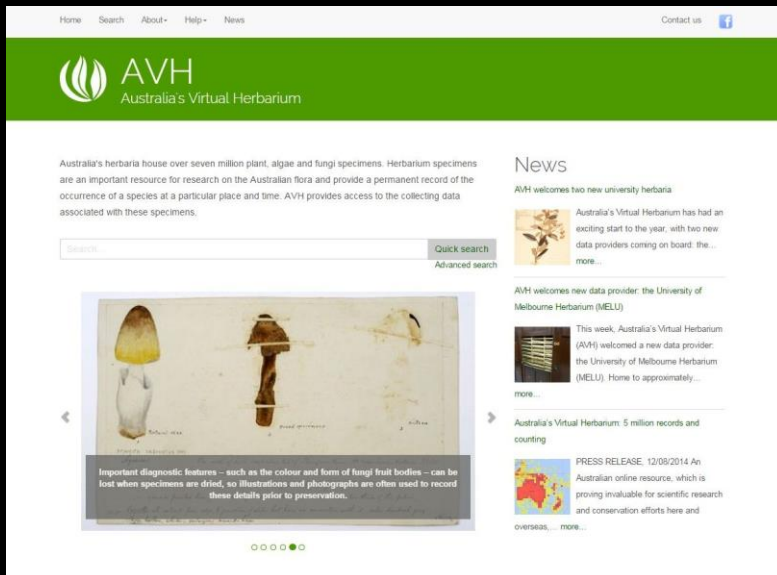 Home Search About Help News Contact us
AVH
Australia's Virtual Herbarium
Australia's herbaria house over seven million plant, algae and fungi specimens. Herbarium specimens
are an important resource for research on the Australian flora and provide a permanent record of the
occurrence of a species at a particular place and time. AVH provides access to the collecting data
associated with these specimens.
Search... Quick search
Advanced search
Important diagnostic features – such as the colour and form of fungi fruit bodies – can be
lost when specimens are dried, so illustrations and photographs are often used to record
these details prior to preservation.
News
AVH welcomes two new university herbaria
Australia's Virtual Herbarium has had an
exciting start to the year, with two new
data providers coming on board: the...
more...
AVH welcomes new data provider: the University of
Melbourne Herbarium (MELU)
This week, Australia's Virtual Herbarium
(AVH) welcomed a new data provider:
the University of Melbourne Herbarium
(MELU). Home to approximately...
more...
Australia's Virtual Herbarium: 5 million records and
counting
PRESS RELEASE, 12/08/2014 An
Australian online resource, which is
proving invaluable for scientific research
and conservation efforts here and
overseas,... more...